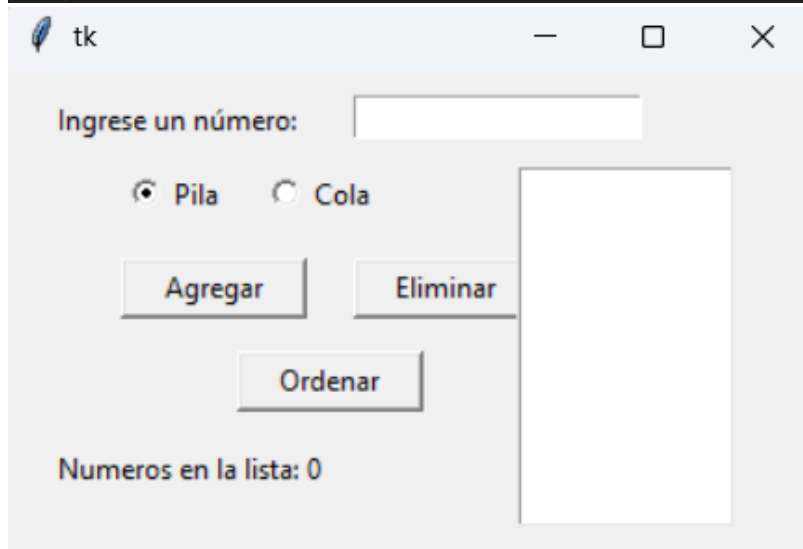 tk
Ingrese un número:
Pila Cola
Agregar Eliminar
Ordenar
Numeros en la lista: 0